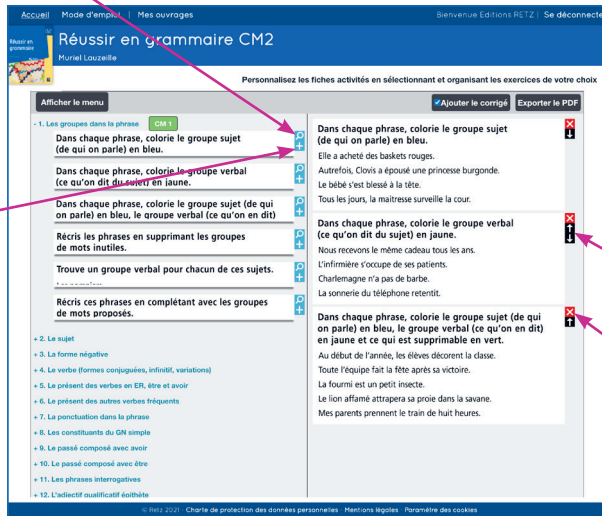 Accueil Mode d'emploi Mes ouvrages
Bienvenue Editions RETZ | Se déconnecte
Réussir en
grammaire
Réussir en grammaire CM2
Muriel Lauzeille
Personnalisez les fiches activités en sélectionnant et organisant les exercices de votre choix
Afficher le menu
Ajouter le corrigé
Exporter le PDF
- 1. Les groupes dans la phrase CM 1
Dans chaque phrase, colorie le groupe sujet
(de qui on parle) en bleu.
Dans chaque phrase, colorie le groupe verbal
(ce qu'on dit du sujet) en jaune.
Dans chaque phrase, colorie le groupe sujet (de qui
on parle) en bleu, le groupe verbal (ce qu'on en dit)
Récris les phrases en supprimant les groupes
de mots inutiles.
Trouve un groupe verbal pour chacun de ces sujets.
Récris ces phrases en complétant avec les groupes
de mots proposés.
+ 2. Le sujet
+ 3. La forme négative
+ 4. Le verbe (formes conjuguées, infinitif, variations)
+ 5. Le présent des verbes en ER, être et avoir
+ 6. Le présent des autres verbes fréquents
+ 7. La ponctuation dans la phrase
+ 8. Les constituants du GN simple
+ 9. Le passé composé avec avoir
+ 10. Le passé composé avec être
+ 11. Les phrases interrogatives
+ 12. L'adjectif qualificatif épithète
Dans chaque phrase, colorie le groupe sujet
(de qui on parle) en bleu.
Elle a acheté des baskets rouges.
Autrefois, Clovis a épousé une princesse burgonde.
Le bébé s'est blessé à la tête.
Tous les jours, la maitresse surveille la cour.
Dans chaque phrase, colorie le groupe verbal
(ce qu'on dit du sujet) en jaune.
Nous recevons le même cadeau tous les ans.
L'infirmière s'occupe de ses patients.
Charlemagne n'a pas de barbe.
La sonnerie du téléphone retentit.
Dans chaque phrase, colorie le groupe sujet (de qui
on parle) en bleu, le groupe verbal (ce qu'on en dit)
en jaune et ce qui est supprimable en vert.
Au début de l'année, les élèves décorent la classe.
Toute l'équipe fait la fête après sa victoire.
La fourmi est un petit insecte.
Le lion affamé attrapera sa proie dans la savane.
Mes parents prennent le train de huit heures.
© Retz 2021 - Charte de protection des données personnelles - Mentions légales - Paramétre des cookies